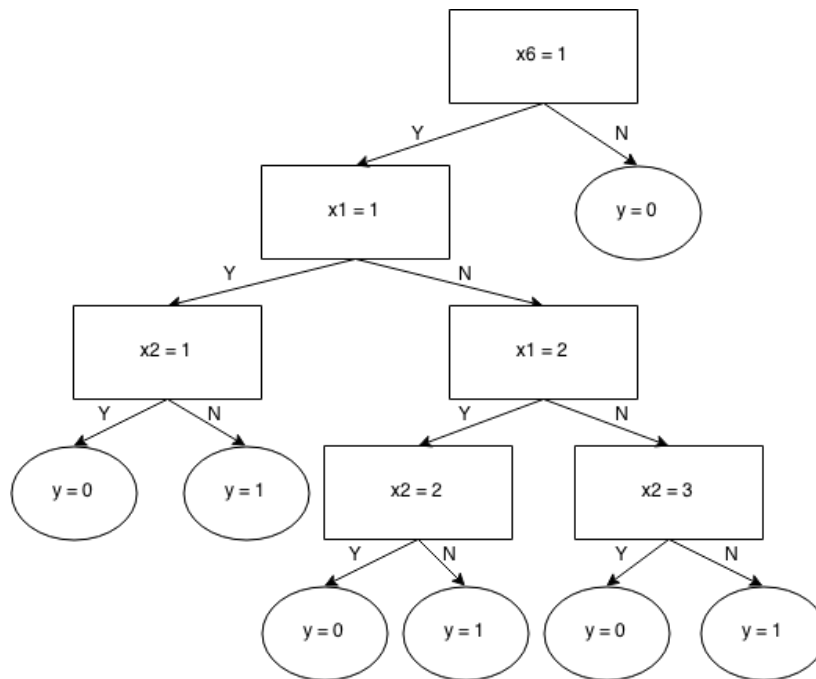 x6 = 1
Y
N
x1 = 1
y = 0
Y
N
x2 = 1
x1 = 2
Y
N
Y
N
y = 0
y = 1
x2 = 2
x2 = 3
Y
N
Y
N
y = 0
y = 1
y = 0
y = 1